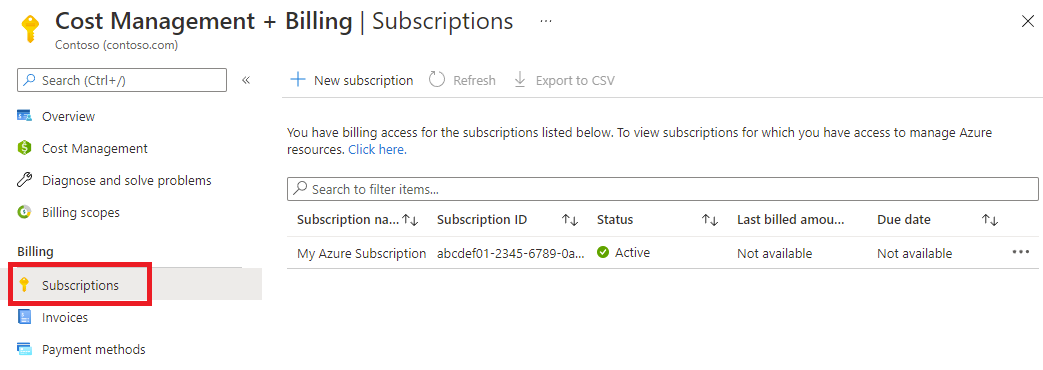 Cost Management + Billing | Subscriptions ...
Contoso (contoso.com)
Search (Ctrl+/) «
Overview
Cost Management
Diagnose and solve problems
Billing scopes
Billing
Subscriptions
Invoices
Payment methods
New subscription Refresh Export to CSV
You have billing access for the subscriptions listed below. To view subscriptions for which you have access to manage Azure
resources. Click here.
Search to filter items...
Subscription na... ↑↓ Subscription ID ↑↓ Status ↑↓ Last billed amou... Due date ↑↓
My Azure Subscription abcdef01-2345-6789-0a... Active Not available Not available ...